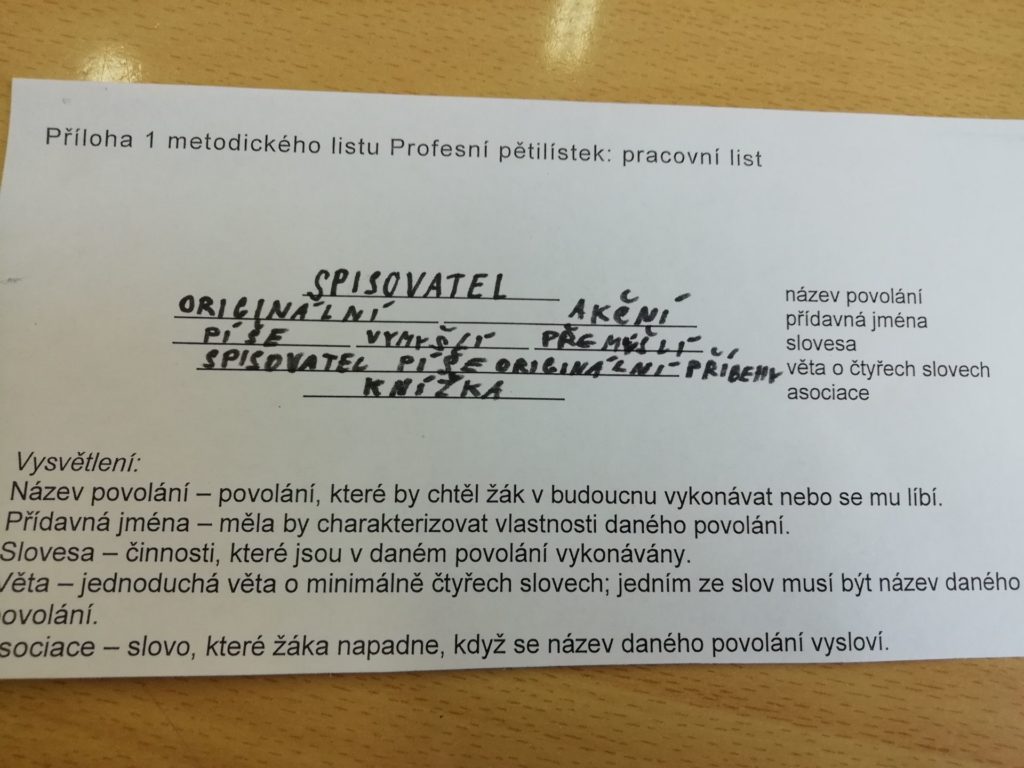 Příloha 1 metodického listu Profesní pětilístek: pracovní list
SPISOVATEL název povolání
ORIGINÁLNÍ AKČNÍ přídavná jména
PÍŠE VYMYŠLÍ PŘEMÝŠLÍ slovesa
SPISOVATEL PÍŠE ORIGINÁLNÍ PŘÍBĚHY věta o čtyřech slovech
KNÍŽKA asociace
Vysvětlení:
Název povolání – povolání, které by chtěl žák v budoucnu vykonávat nebo se mu líbí.
Přídavná jména – měla by charakterizovat vlastnosti daného povolání.
Slovesa – činnosti, které jsou v daném povolání vykonávány.
Věta – jednoduchá věta o minimálně čtyřech slovech; jedním ze slov musí být název daného
ovolání.
sociace – slovo, které žáka napadne, když se název daného povolání vysloví.